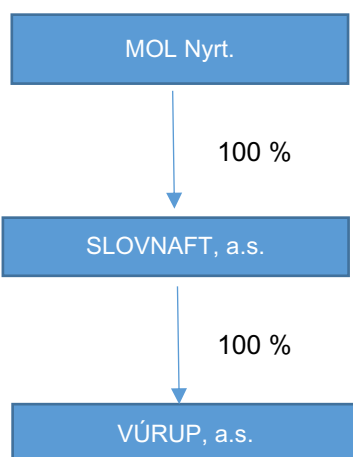 MOL Nyrt.
100 %
SLOVNAFT, a.s.
100 %
VÚRUP, a.s.